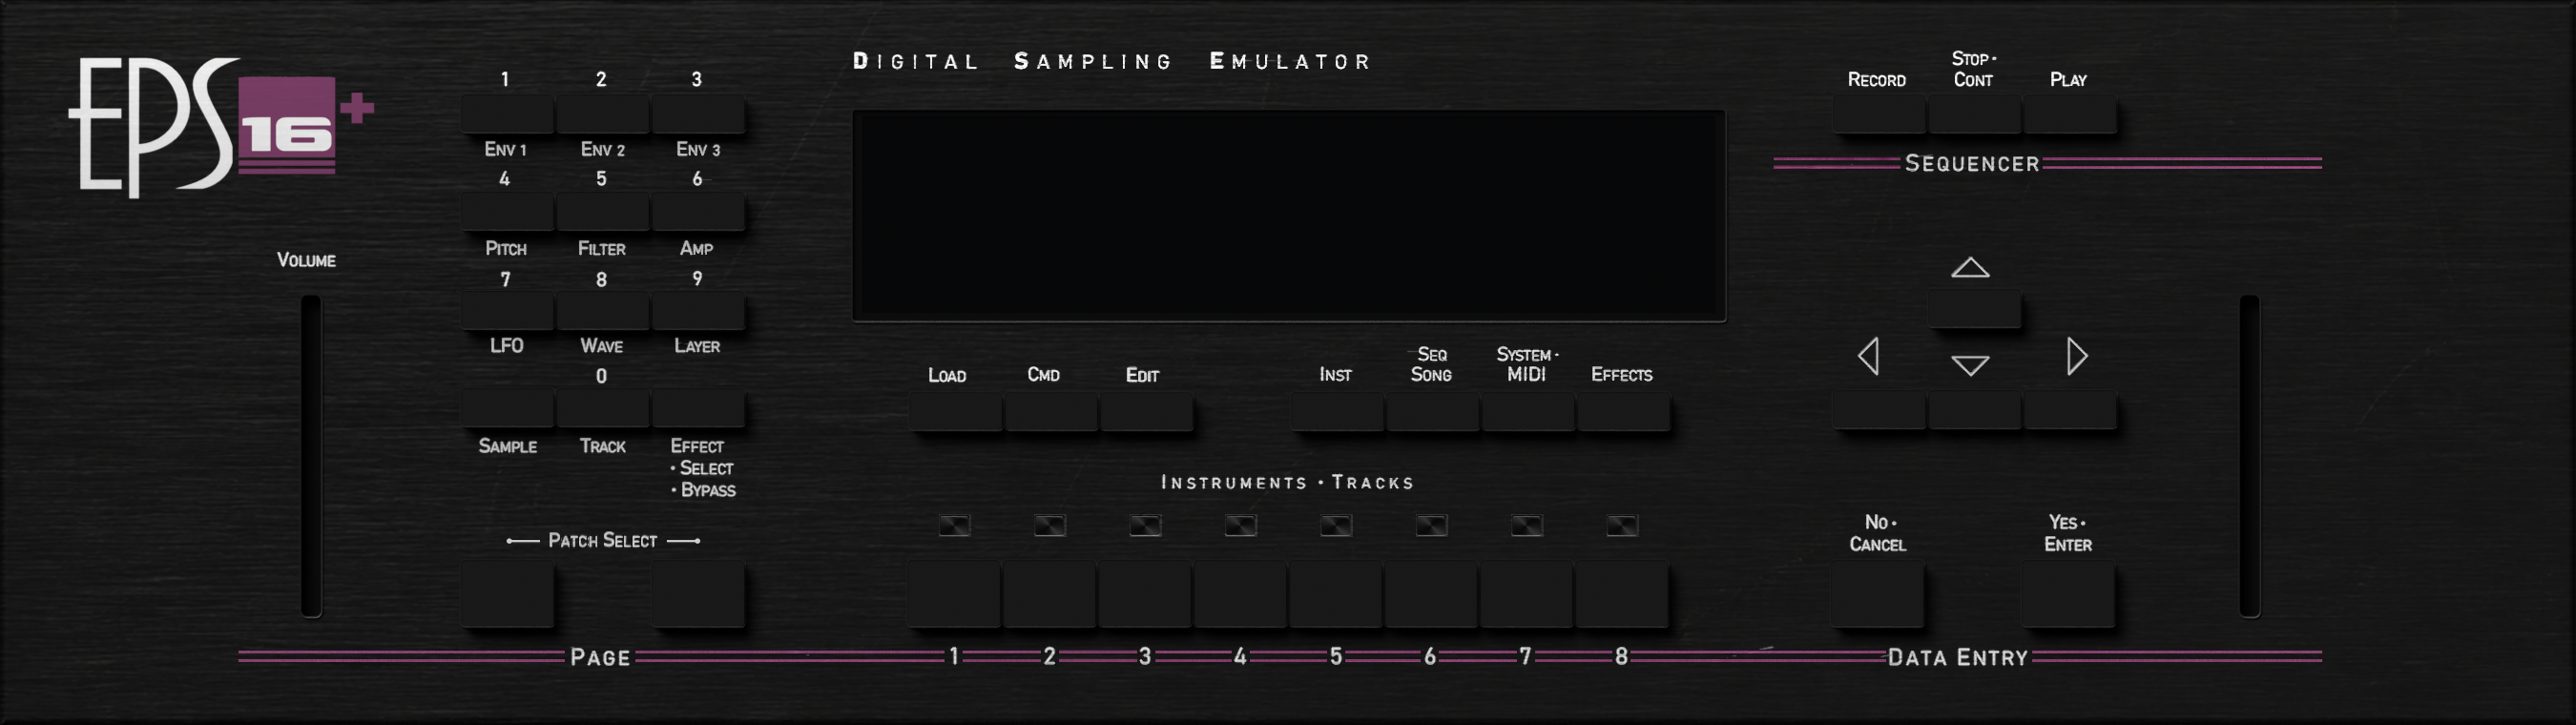 EPS 16+
DIGITAL SAMPLING EMULATOR
VOLUME
1 2 3
ENV 1 ENV 2 ENV 3
4 5 6
PITCH FILTER AMP
7 8 9
LFO WAVE LAYER
0
SAMPLE TRACK EFFECT
• SELECT
• BYPASS
PATCH SELECT
PAGE
LOAD CMD EDIT
INST
SEQ
SONG
SYSTEM •
MIDI
EFFECTS
INSTRUMENTS • TRACKS
1 2 3 4 5 6 7 8
RECORD
STOP •
CONT
PLAY
SEQUENCER
NO •
CANCEL
YES •
ENTER
DATA ENTRY